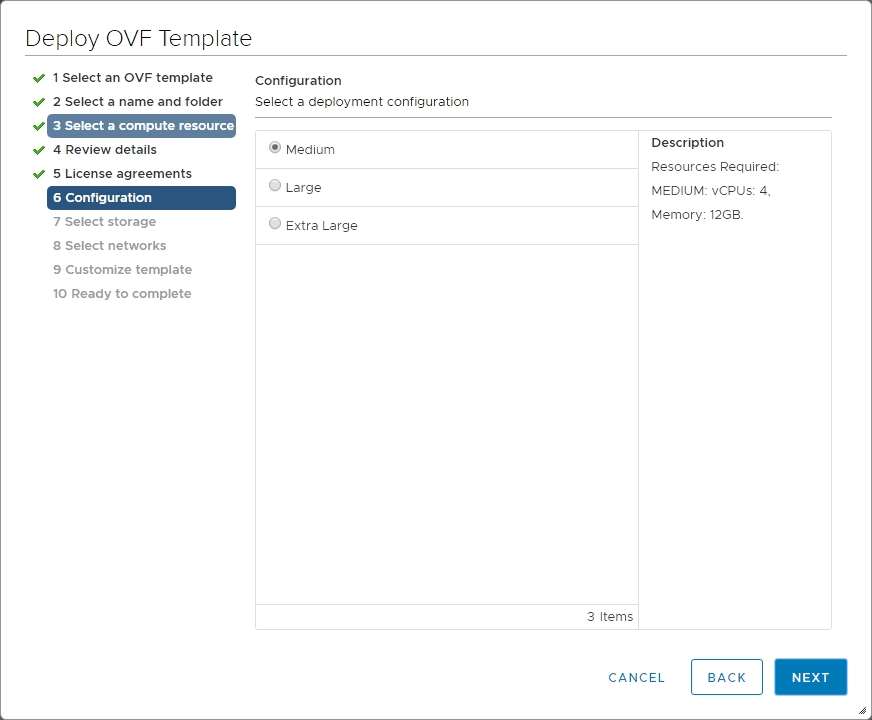 Deploy OVF Template
1 Select an OVF template
2 Select a name and folder
3 Select a compute resource
4 Review details
5 License agreements
6 Configuration
7 Select storage
8 Select networks
9 Customize template
10 Ready to complete
Configuration
Select a deployment configuration
Medium
Large
Extra Large
3 Items
Description
Resources Required:
MEDIUM: vCPUs: 4,
Memory: 12GB.
CANCEL
BACK
NEXT